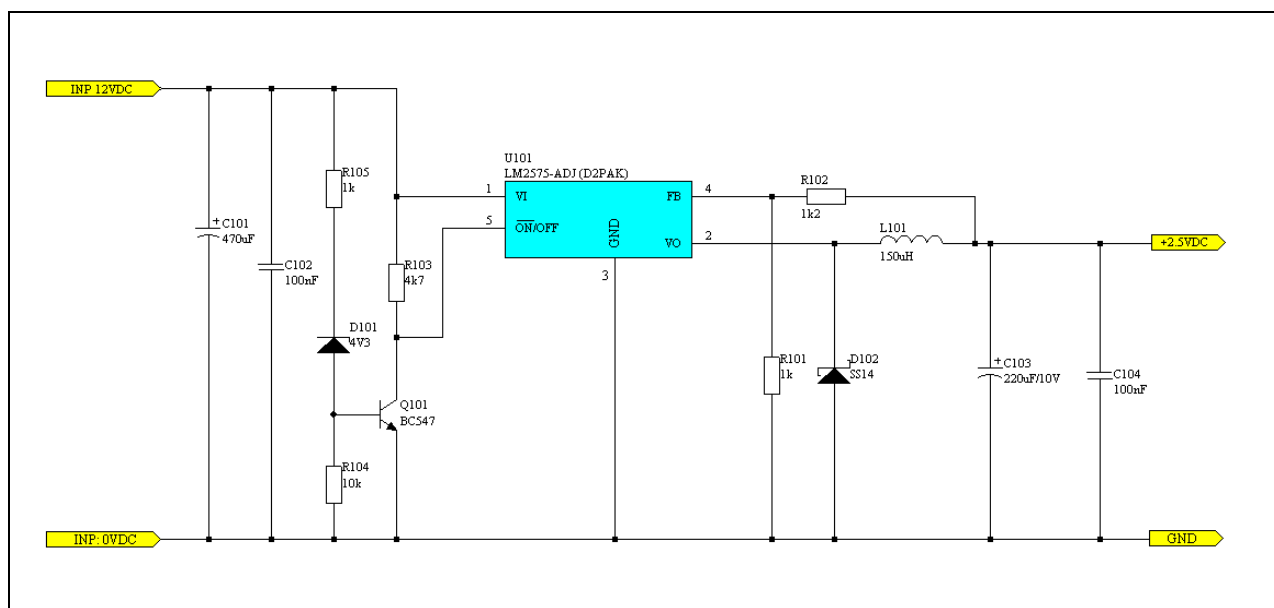 INP 12VDC
U101
LM2575-ADJ (D2PAK)
R105
1k
1
VI
FB
4
R102
1k2
5
ON/OFF
GND
VO
2
L101
150uH
+2.5VDC
C101
470uF
C102
100nF
R103
4k7
3
D101
4V3
R101
1k
D102
SS14
C103
220uF/10V
C104
100nF
Q101
BC547
R104
10k
INP: 0VDC
GND